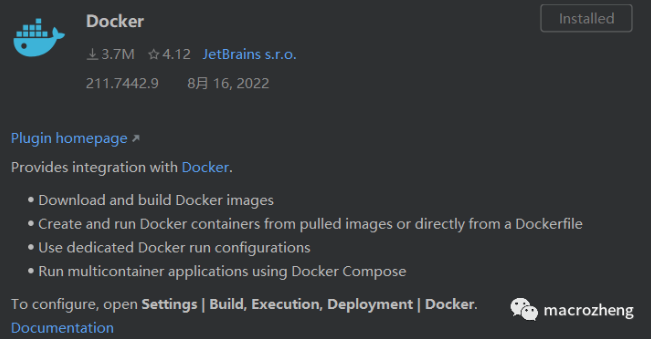 Docker
Installed
3.7M 4.12 JetBrains s.r.o.
211.7442.9 8月 16, 2022
Plugin homepage ↗
Provides integration with Docker.
• Download and build Docker images
• Create and run Docker containers from pulled images or directly from a Dockerfile
• Use dedicated Docker run configurations
• Run multicontainer applications using Docker Compose
To configure, open Settings | Build, Execution, Deployment | Docker.
macrozheng
Documentation